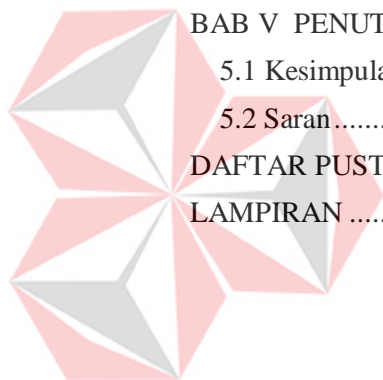 BAB V PENUT
5.1 Kesimpula
5.2 Saran.......
DAFTAR PUST
LAMPIRAN .....